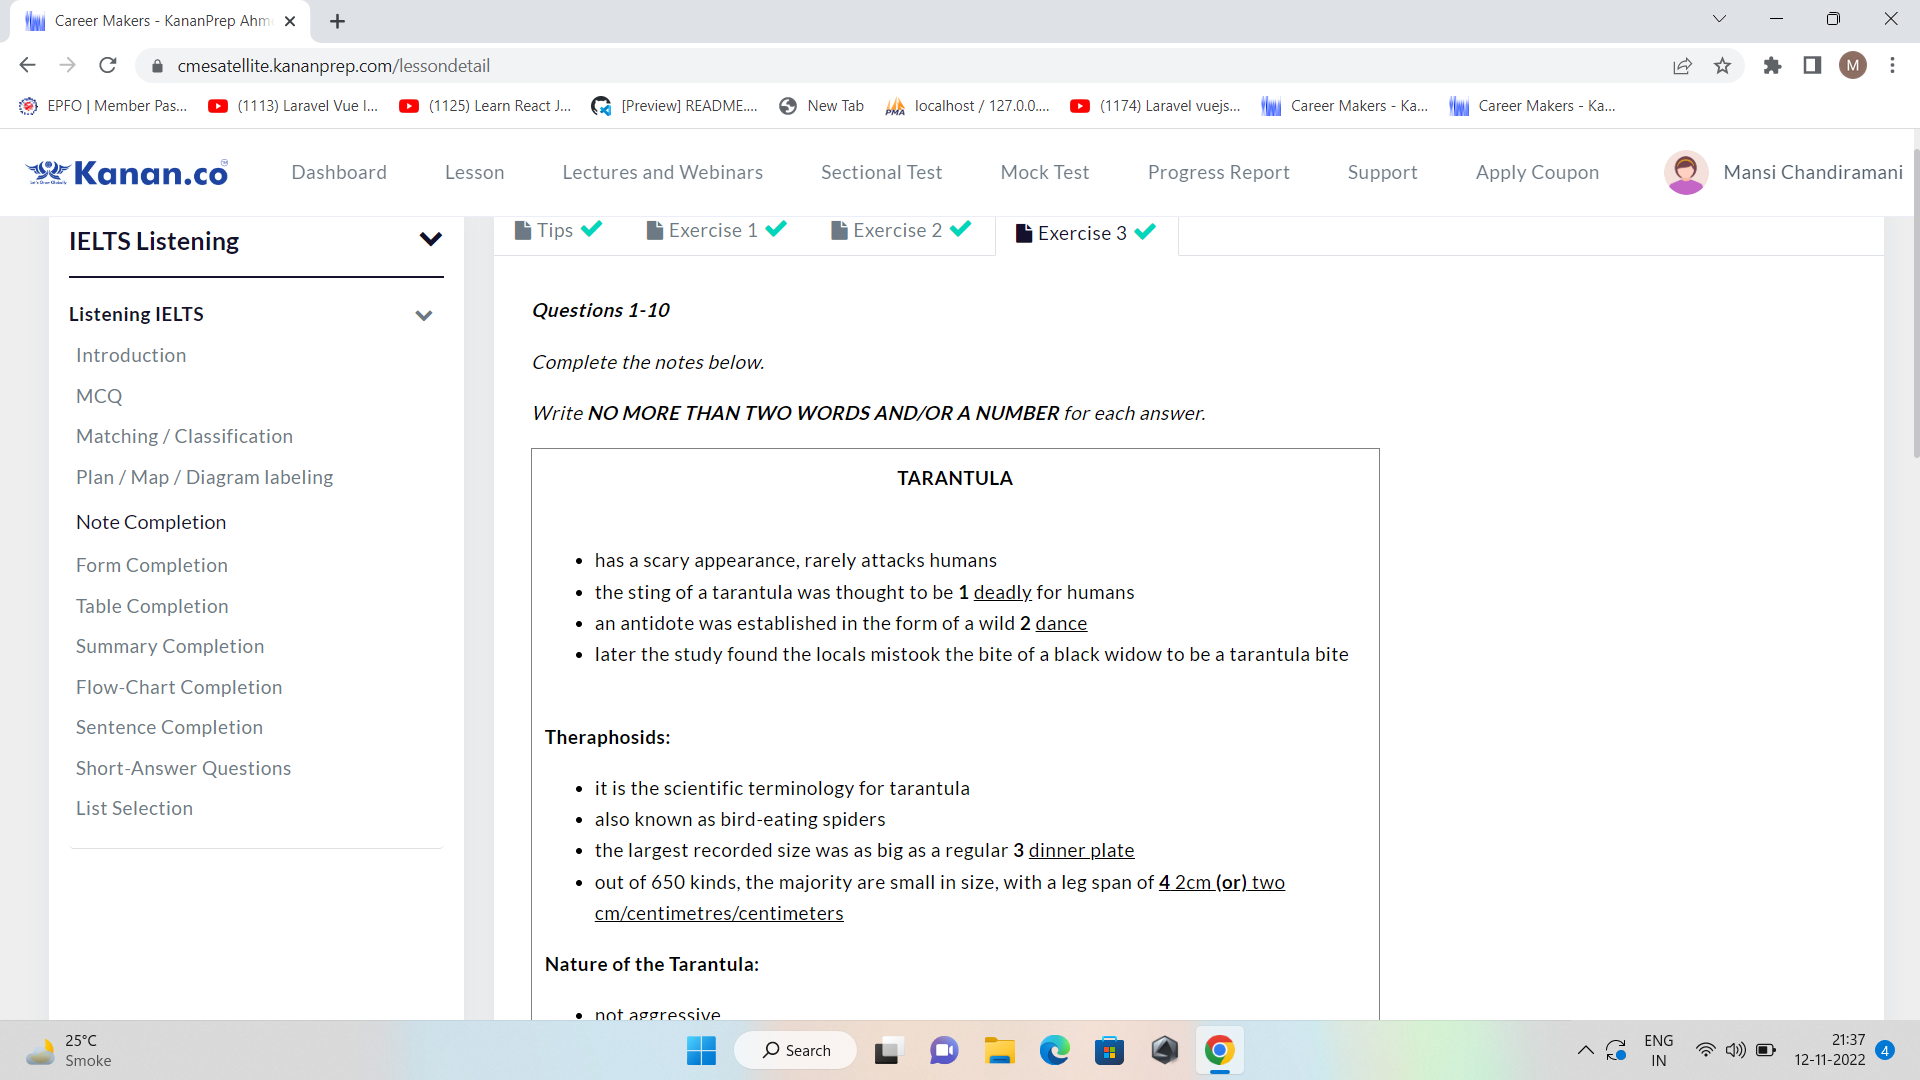 Career Makers - KananPrep Ahm
cmesatellite.kananprep.com/lessondetail
M
EPFO | Member Pas... (1113) Laravel Vue I... (1125) Learn React J... [Preview] README.... New Tab localhost / 127.0.0.... (1174) Laravel vuejs... Career Makers - Ka... Career Makers - Ka...
Kanan.co Dashboard Lesson Lectures and Webinars Sectional Test Mock Test Progress Report Support Apply Coupon Mansi Chandiramani
IELTS Listening
Listening IELTS
Introduction
MCQ
Matching / Classification
Plan / Map / Diagram labeling
Note Completion
Form Completion
Table Completion
Summary Completion
Flow-Chart Completion
Sentence Completion
Short-Answer Questions
List Selection
Tips Exercise 1 Exercise 2 Exercise 3
Questions 1-10
Complete the notes below.
Write NO MORE THAN TWO WORDS AND/OR A NUMBER for each answer.
TARANTULA
• has a scary appearance, rarely attacks humans
• the sting of a tarantula was thought to be 1 deadly for humans
• an antidote was established in the form of a wild 2 dance
• later the study found the locals mistook the bite of a black widow to be a tarantula bite
Theraphosids:
• it is the scientific terminology for tarantula
• also known as bird-eating spiders
• the largest recorded size was as big as a regular 3 dinner plate
• out of 650 kinds, the majority are small in size, with a leg span of 4 2cm (or) two
cm/centimetres/centimeters
Nature of the Tarantula:
• not aggressive
25°C
Smoke
Search
ENG
IN
21:37
12-11-2022
4